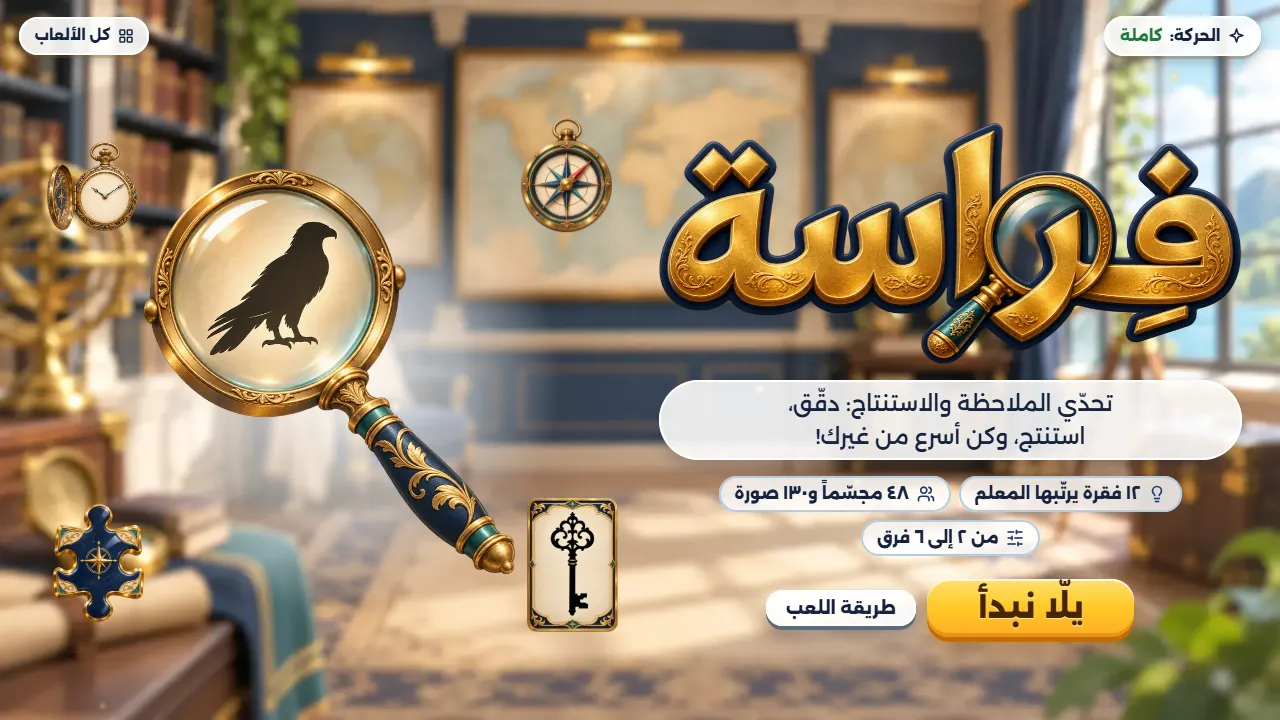 الحركة: كاملة
كل الألعاب
فِراسة
تحدّي الملاحظة والاستنتاج: دقّق،
استنتج، وكن أسرع من غيرك!
١٢ فقرة يرتّبها المعلم
٤٨ مجسّماً و١٣٠ صورة
من ٢ إلى ٦ فرق
يلّا نبدأ
طريقة اللعب